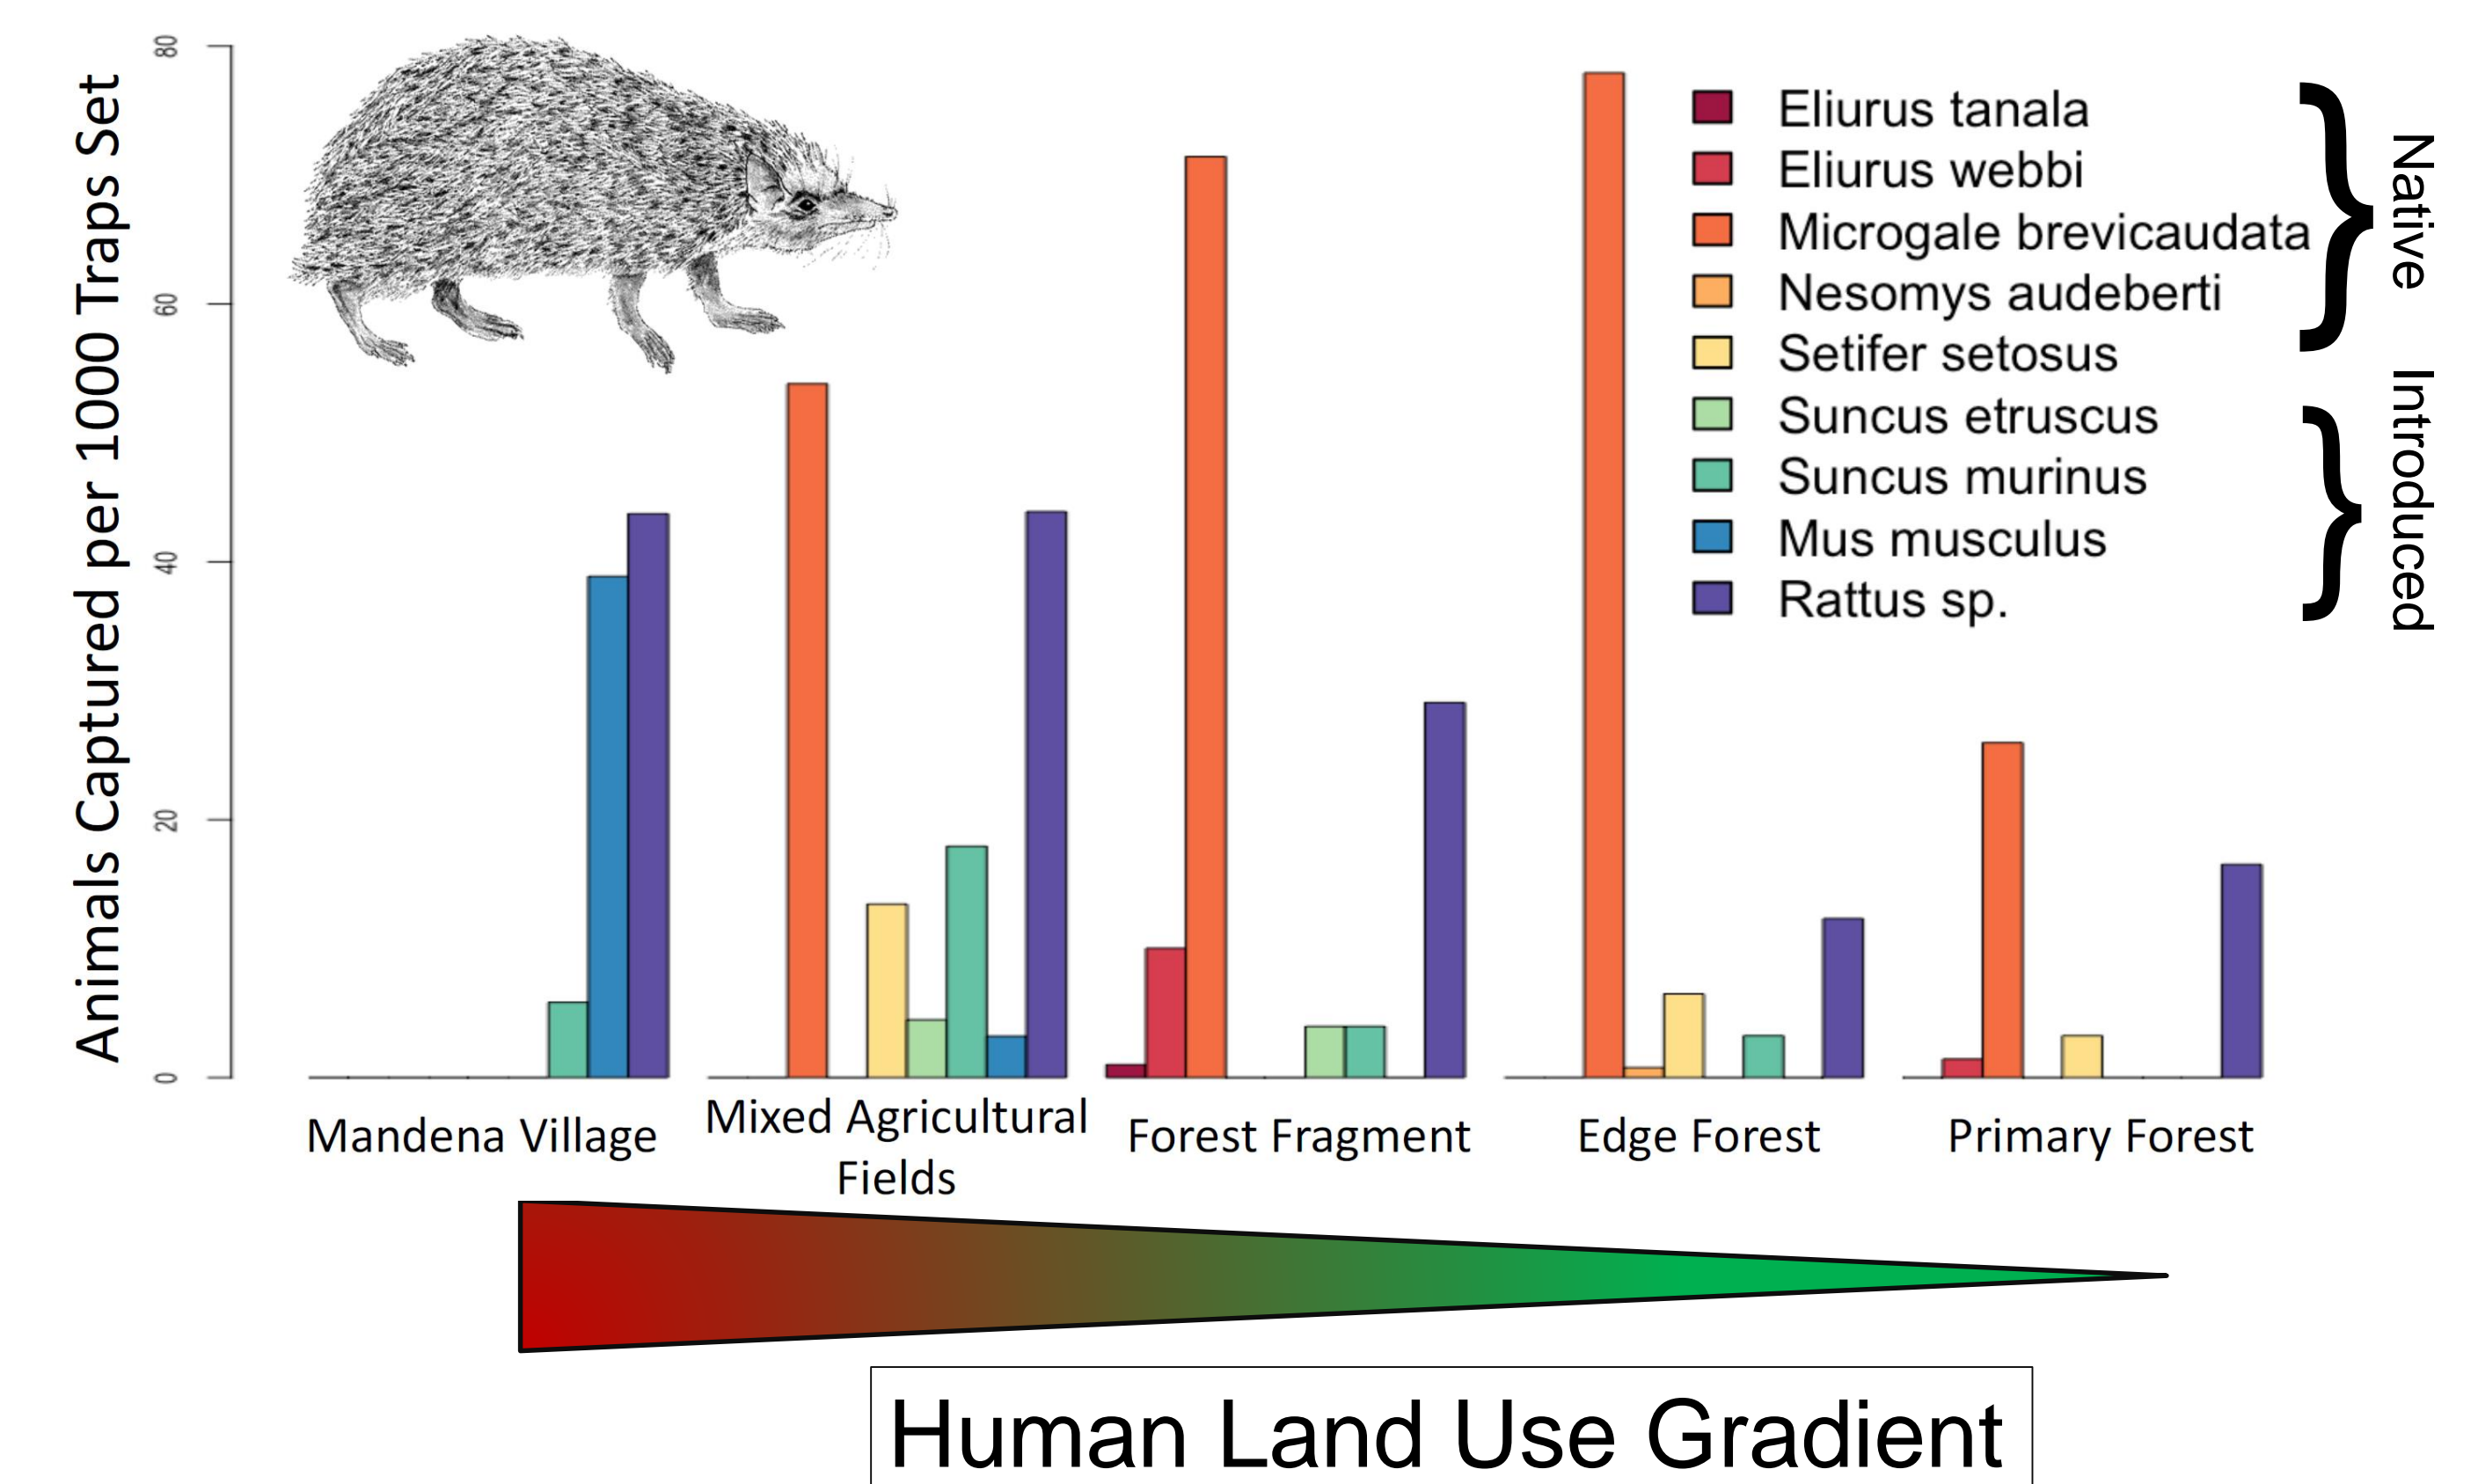 Animals Captured per 1000 Traps Set
80
60
40
20
0
Eliurus tanala
Eliurus webbi
Microgale brevicaudata
Nesomys audeberti
Setifer setosus
Suncus etruscus
Suncus murinus
Mus musculus
Rattus sp.
Native
Introduced
Mandena Village
Mixed Agricultural
Fields
Forest Fragment
Edge Forest
Primary Forest
Human Land Use Gradient